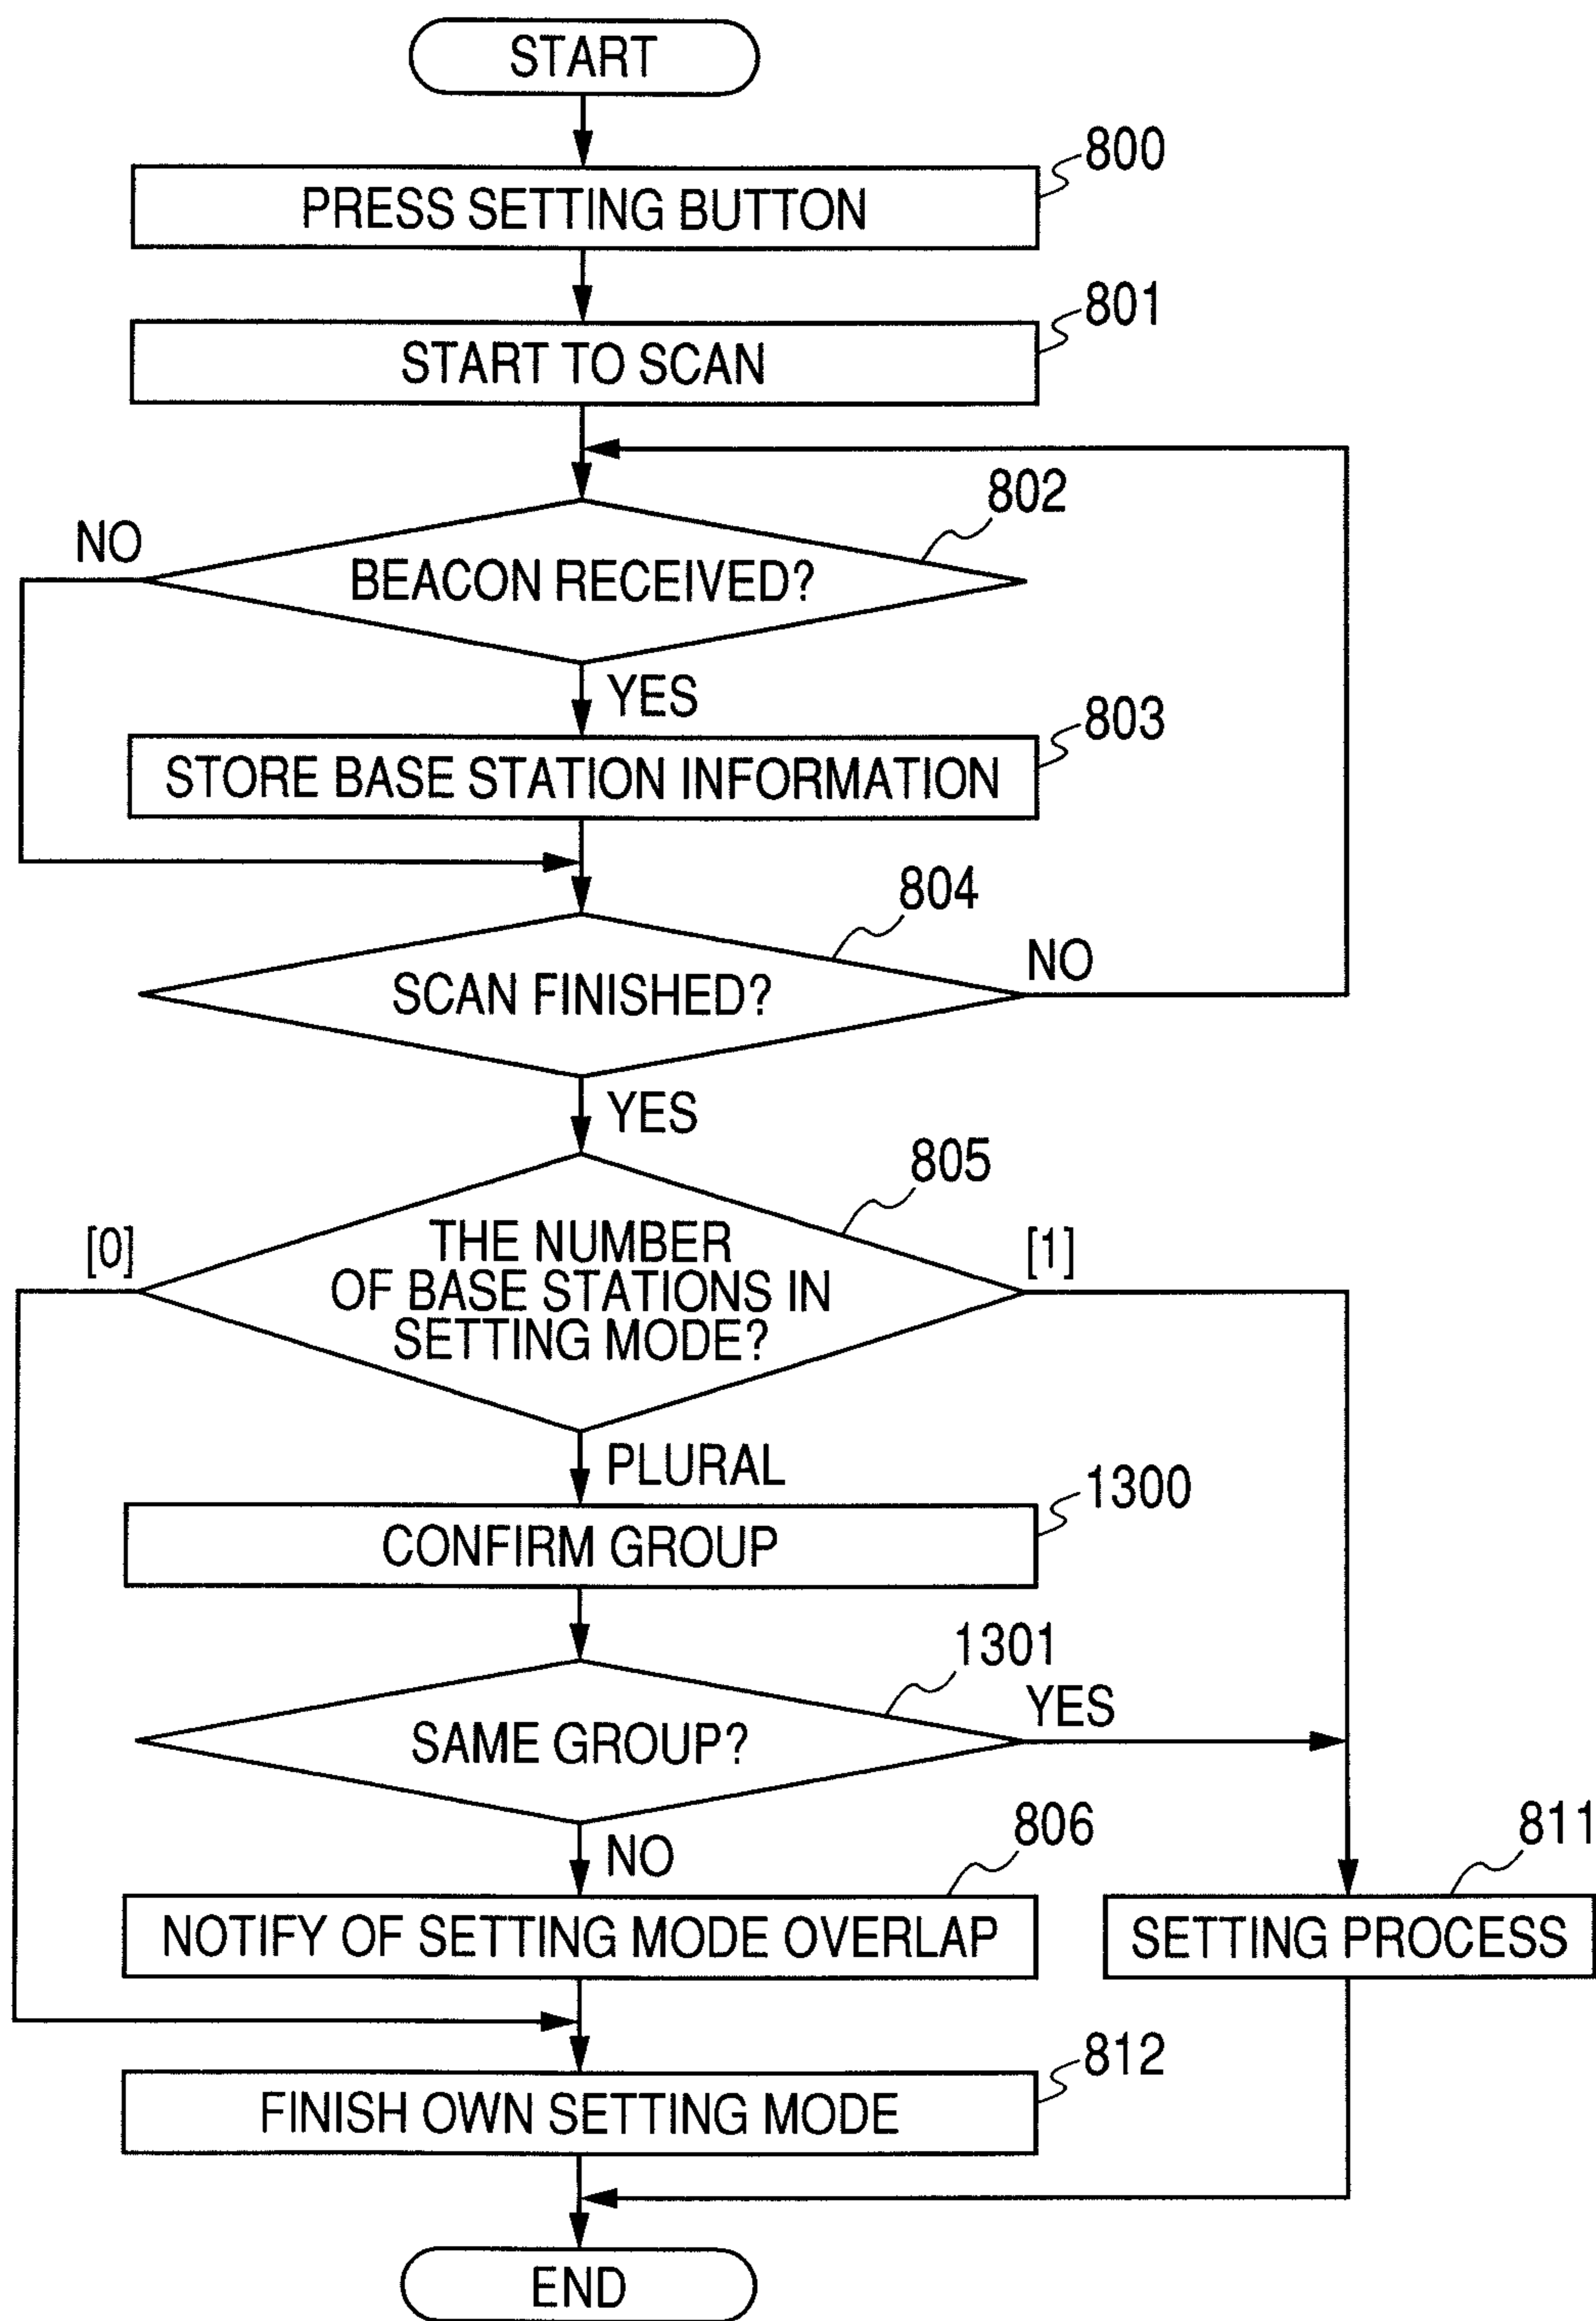 START
800
PRESS SETTING BUTTON
801
START TO SCAN
802
NO
BEACON RECEIVED?
YES
803
STORE BASE STATION INFORMATION
804
NO
SCAN FINISHED?
YES
805
[0]
[1]
THE NUMBER
OF BASE STATIONS IN
SETTING MODE?
PLURAL
1300
CONFIRM GROUP
1301
YES
SAME GROUP?
NO
806
811
NOTIFY OF SETTING MODE OVERLAP
SETTING PROCESS
812
FINISH OWN SETTING MODE
END